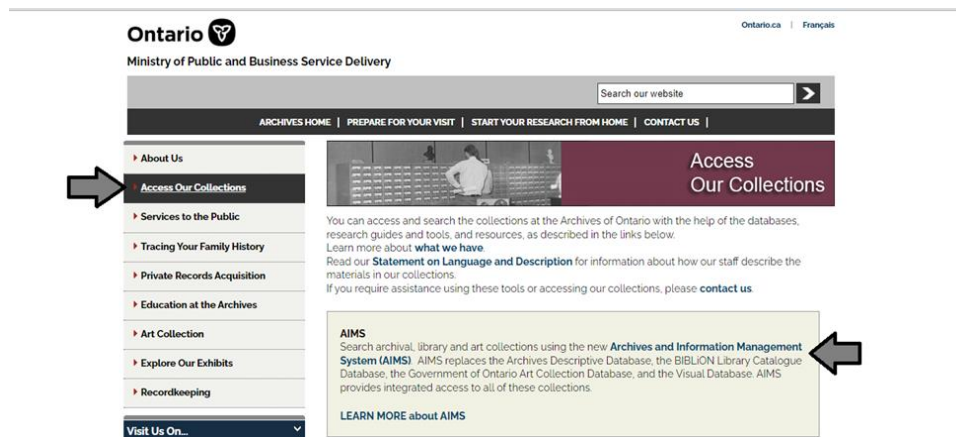 Ontario
Ontario.ca | Français
Ministry of Public and Business Service Delivery
Search our website
ARCHIVES HOME | PREPARE FOR YOUR VISIT | START YOUR RESEARCH FROM HOME | CONTACT US |
About Us
Access Our Collections
Services to the Public
Tracing Your Family History
Private Records Acquisition
Education at the Archives
Art Collection
Explore Our Exhibits
Recordkeeping
Visit Us On...
Access
Our Collections
You can access and search the collections at the Archives of Ontario with the help of the databases,
research guides and tools, and resources, as described in the links below.
Learn more about what we have.
Read our Statement on Language and Description for information about how our staff describe the
materials in our collections.
If you require assistance using these tools or accessing our collections, please contact us.
AIMS
Search archival, library and art collections using the new Archives and Information Management
System (AIMS). AIMS replaces the Archives Descriptive Database, the BIBLiON Library Catalogue
Database, the Government of Ontario Art Collection Database, and the Visual Database. AIMS
provides integrated access to all of these collections.
LEARN MORE about AIMS